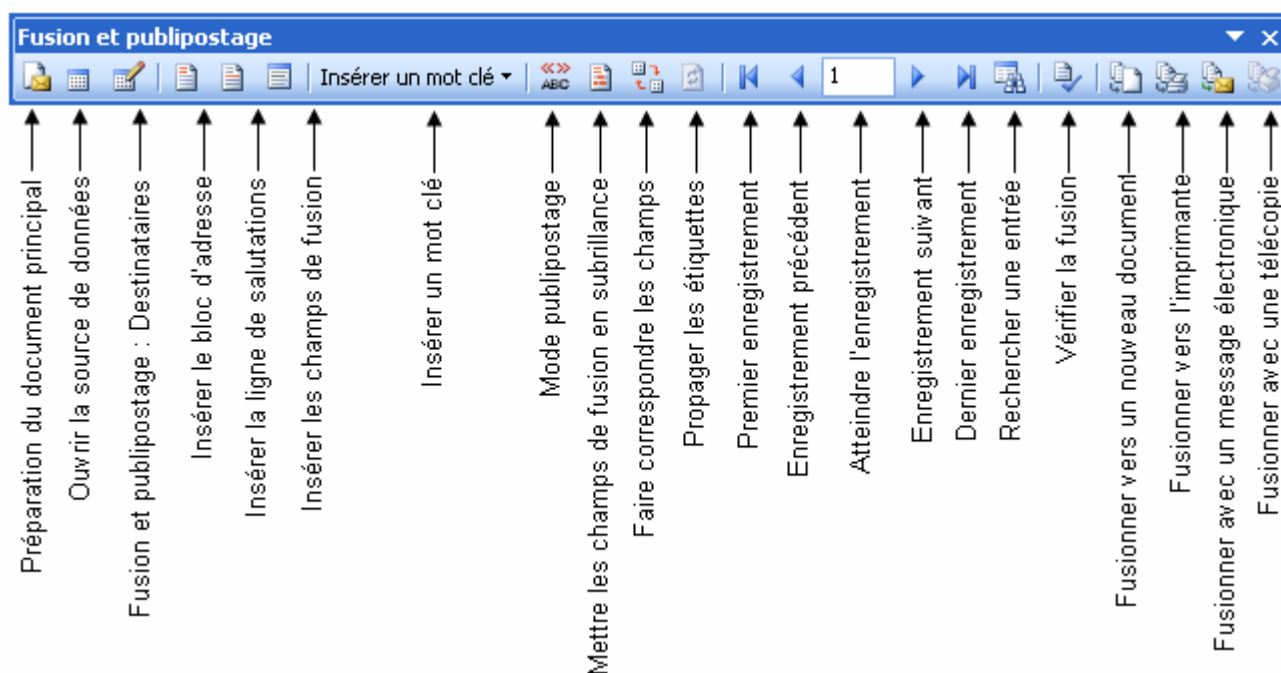 Fusion et publipostage
Insérer un mot clé
«»
ABC
1
Préparation du document principal
Ouvrir la source de données
Fusion et publipostage : Destinataires
Insérer le bloc d'adresse
Insérer la ligne de salutations
Insérer les champs de fusion
Insérer un mot clé
Mode publipostage
Mettre les champs de fusion en subrillance
Faire correspondre les champs
Propager les étiquettes
Premier enregistrement
Enregistrement précédent
Atteindre l'enregistrement
Enregistrement suivant
Dernier enregistrement
Rechercher une entrée
Vérifier la fusion
Fusionner vers un nouveau document
Fusionner vers l'imprimante
Fusionner avec un message électronique
Fusionner avec une télécopie